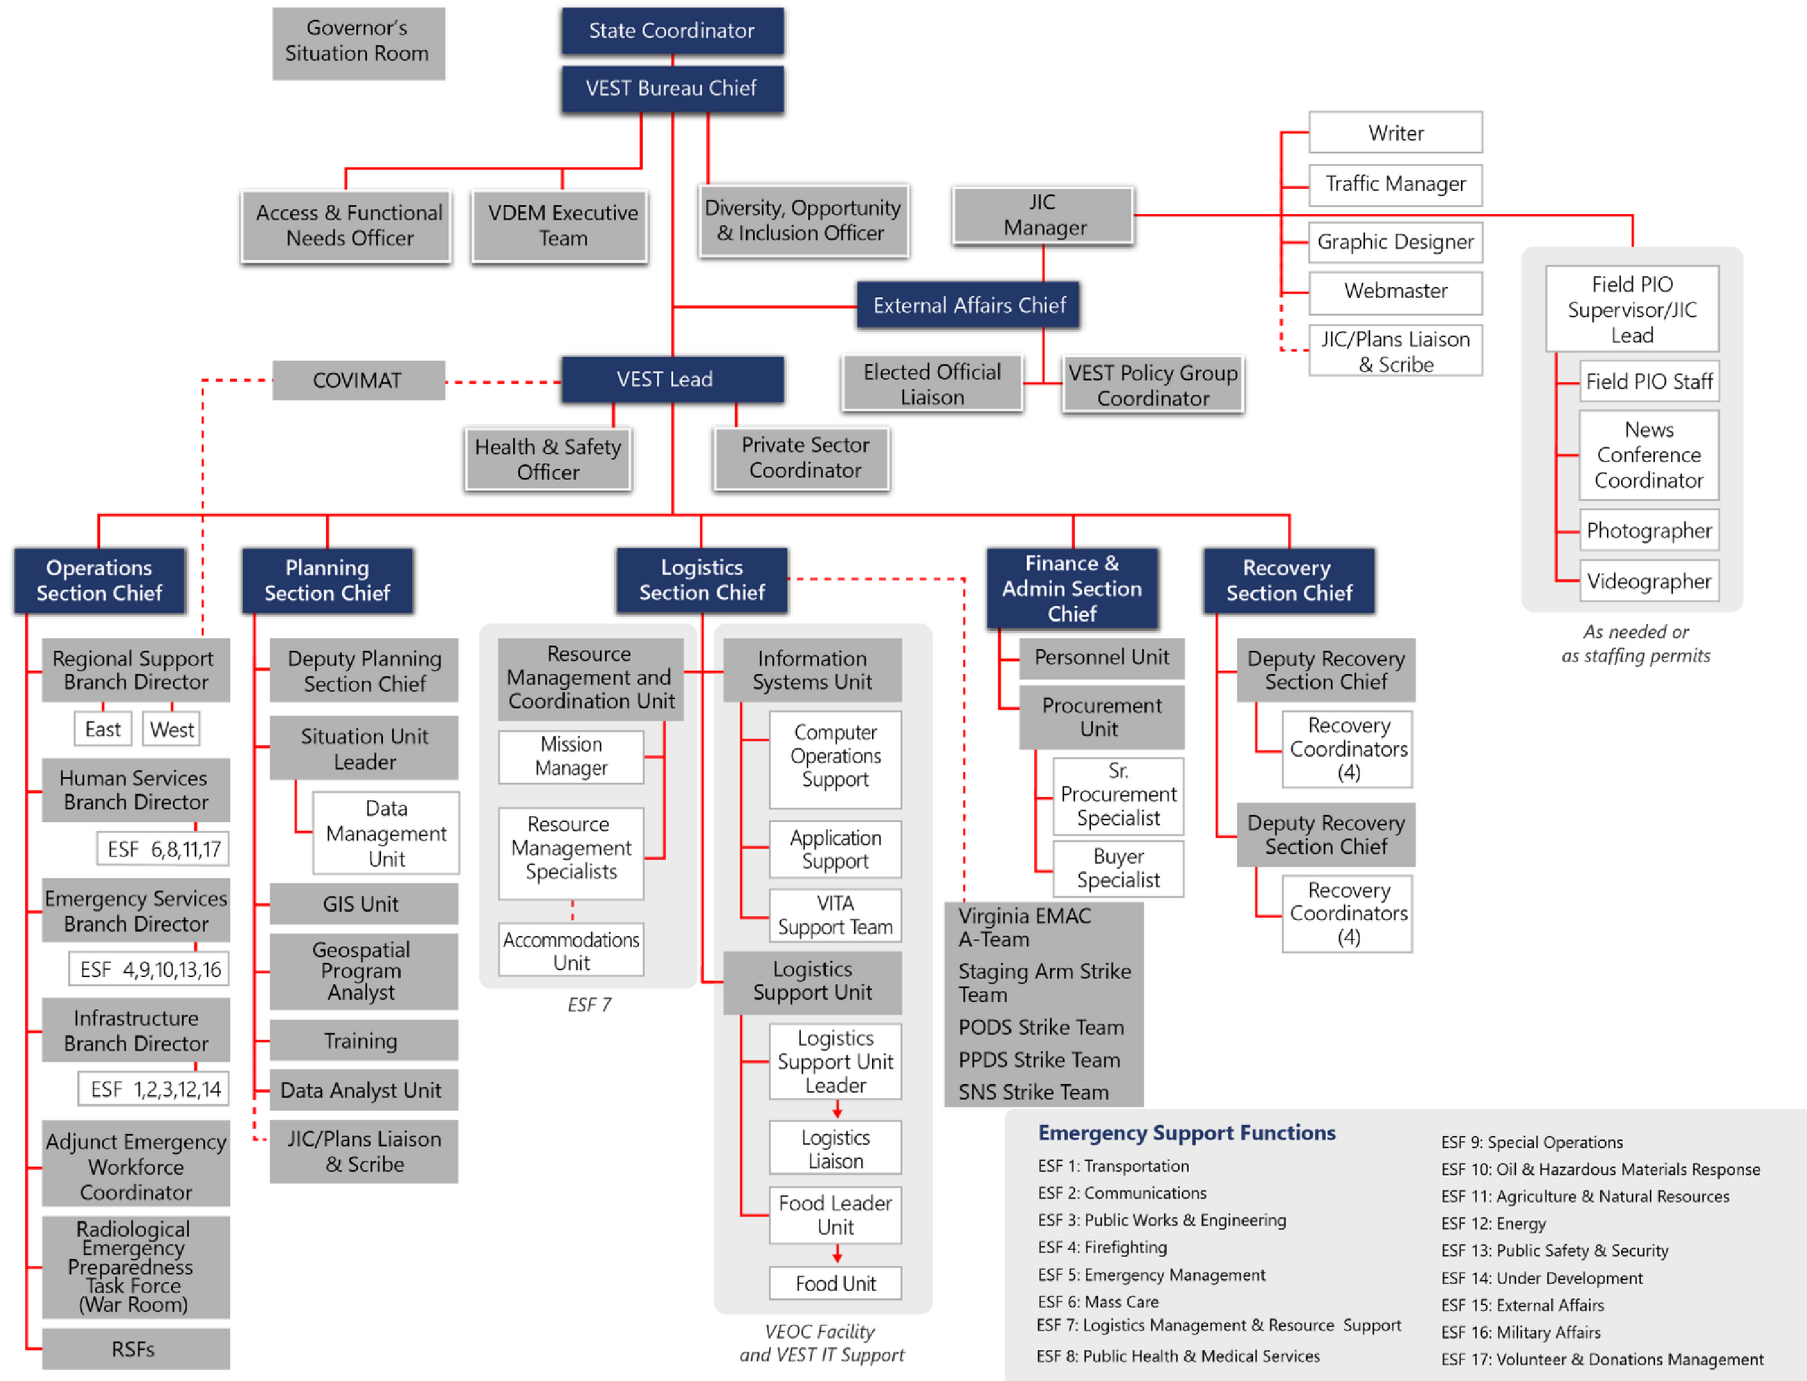 Governor's
Situation Room
State Coordinator
VEST Bureau Chief
Access & Functional
Needs Officer
VDEM Executive
Team
Diversity, Opportunity
& Inclusion Officer
JIC
Manager
Writer
Traffic Manager
Graphic Designer
Webmaster
JIC/Plans Liaison
& Scribe
Field PIO
Supervisor/JIC
Lead
Field PIO Staff
News
Conference
Coordinator
Photographer
Videographer
As needed or
as staffing permits
External Affairs Chief
Elected Official
Liaison
VEST Policy Group
Coordinator
COVIMAT
VEST Lead
Health & Safety
Officer
Private Sector
Coordinator
Operations
Section Chief
Regional Support
Branch Director
East
West
Human Services
Branch Director
ESF 6,8,11,17
Emergency Services
Branch Director
ESF 4,9,10,13,16
Infrastructure
Branch Director
ESF 1,2,3,12,14
Adjunct Emergency
Workforce
Coordinator
Radiological
Emergency
Preparedness
Task Force
(War Room)
RSFs
Planning
Section Chief
Deputy Planning
Section Chief
Situation Unit
Leader
Data
Management
Unit
GIS Unit
Geospatial
Program
Analyst
Training
Data Analyst Unit
JIC/Plans Liaison
& Scribe
Logistics
Section Chief
Resource
Management and
Coordination Unit
Mission
Manager
Resource
Management
Specialists
Accommodations
Unit
ESF 7
Information
Systems Unit
Computer
Operations
Support
Application
Support
VITA
Support Team
Logistics
Support Unit
Logistics
Support Unit
Leader
Logistics
Liaison
Food Leader
Unit
Food Unit
VEOC Facility
and VEST IT Support
Finance &
Admin Section
Chief
Personnel Unit
Procurement
Unit
Sr.
Procurement
Specialist
Buyer
Specialist
Virginia EMAC
A-Team
Staging Arm Strike
Team
PODS Strike Team
PPDS Strike Team
SNS Strike Team
Recovery
Section Chief
Deputy Recovery
Section Chief
Recovery
Coordinators
(4)
Deputy Recovery
Section Chief
Recovery
Coordinators
(4)
Emergency Support Functions
ESF 1: Transportation
ESF 2: Communications
ESF 3: Public Works & Engineering
ESF 4: Firefighting
ESF 5: Emergency Management
ESF 6: Mass Care
ESF 7: Logistics Management & Resource Support
ESF 8: Public Health & Medical Services
ESF 9: Special Operations
ESF 10: Oil & Hazardous Materials Response
ESF 11: Agriculture & Natural Resources
ESF 12: Energy
ESF 13: Public Safety & Security
ESF 14: Under Development
ESF 15: External Affairs
ESF 16: Military Affairs
ESF 17: Volunteer & Donations Management